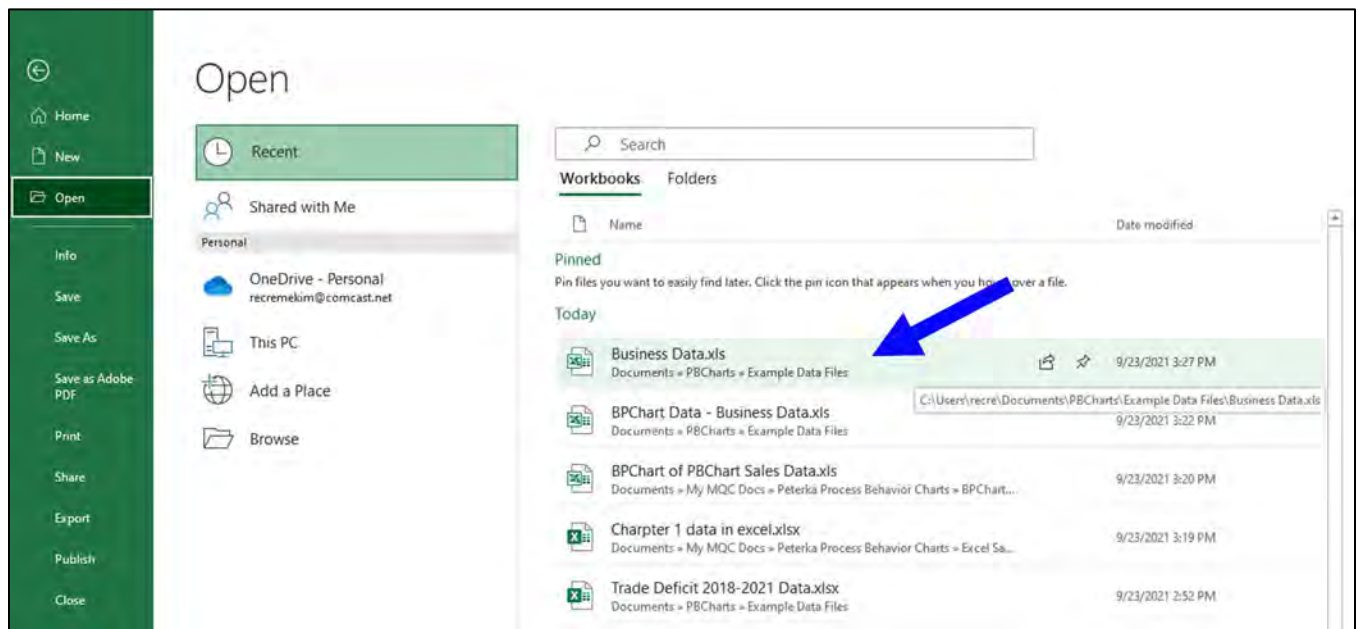 Open
Home
New
Open
Info
Save
Save As
Save as Adobe
PDF
Print
Share
Export
Publish
Close
Recent
Shared with Me
Personal
OneDrive - Personal
recremekim@comcast.net
This PC
Add a Place
Browse
Search
Workbooks Folders
Name Date modified
Pinned
Pin files you want to easily find later. Click the pin icon that appears when you hover over a file.
Today
Business Data.xls
Documents » PBCharts » Example Data Files
9/23/2021 3:27 PM
C:\Users\recre\Documents\PBCharts\Example Data Files\Business Data.xls
BPChart Data - Business Data.xls
Documents » PBCharts » Example Data Files
9/23/2021 3:22 PM
BPChart of PBChart Sales Data.xls
Documents » My MQC Docs » Peterka Process Behavior Charts » BPChart...
9/23/2021 3:20 PM
Charpter 1 data in excel.xlsx
Documents » My MQC Docs » Peterka Process Behavior Charts » Excel Sa...
9/23/2021 3:19 PM
Trade Deficit 2018-2021 Data.xlsx
Documents » PBCharts » Example Data Files
9/23/2021 2:52 PM